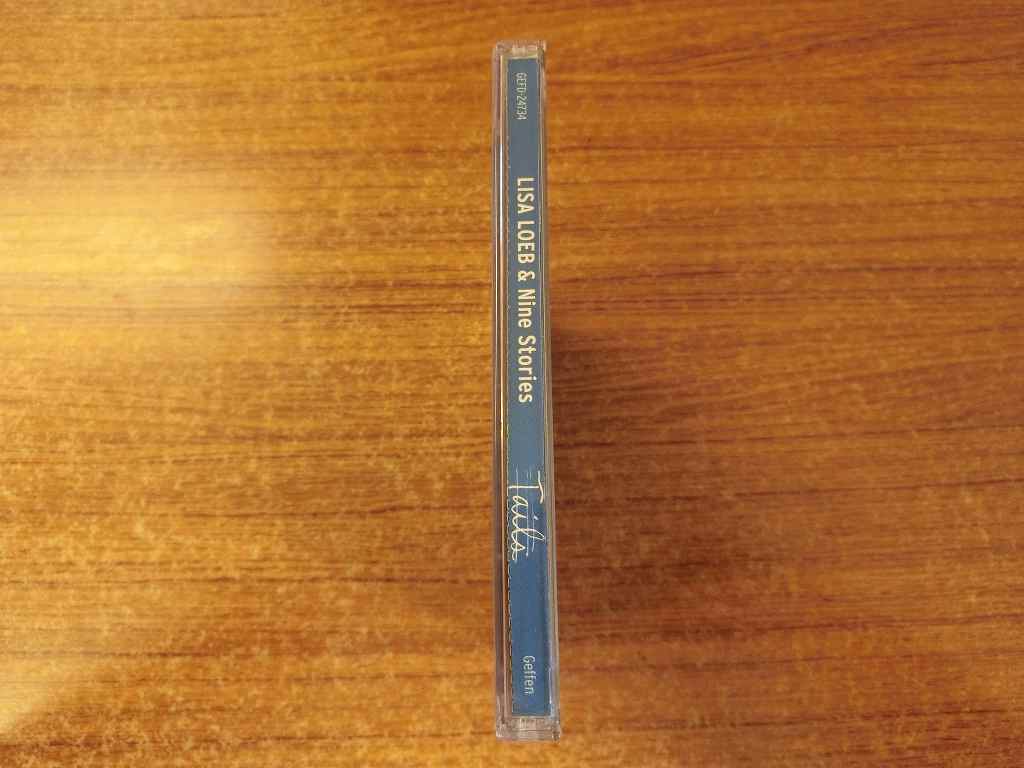 GEFD-24734
LISA LOEB & Nine Stories
Tails
Geffen